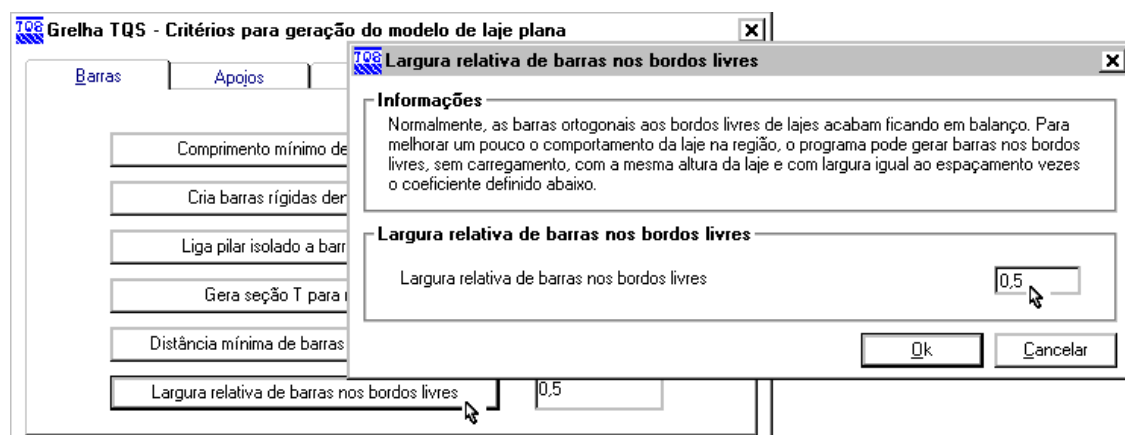 TQS Grelha TQS - Critérios para geração do modelo de laje plana
TQS Largura relativa de barras nos bordos livres
Barras
Apoios
Informações
Normalmente, as barras ortogonais aos bordos livres de lajes acabam ficando em balanço. Para
melhorar um pouco o comportamento da laje na região, o programa pode gerar barras nos bordos
livres, sem carregamento, com a mesma altura da laje e com largura igual ao espaçamento vezes
o coeficiente definido abaixo.
Comprimento mínimo de
Cria barras rígidas den
Liga pilar isolado a barr
Gera seção T para
Distância mínima de barras
Largura relativa de barras nos bordos livres
Largura relativa de barras nos bordos livres
0,5
Ok
Cancelar
Largura relativa de barras nos bordos livres
0,5